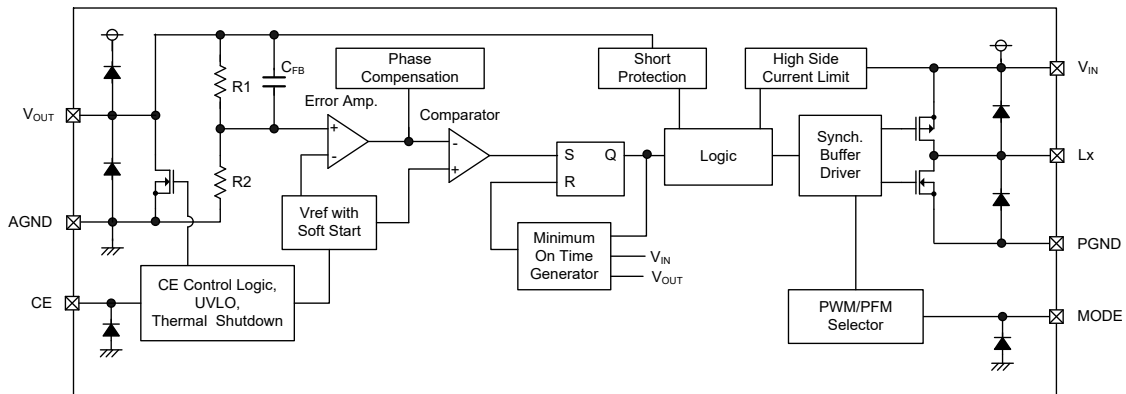 Phase
Compensation
Short
Protection
High Side
Current Limit
VIN
CFB
R1
Error Amp.
Comparator
VOUT
+
-
-
+
S Q
R
Logic
Synch.
Buffer
Driver
Lx
R2
Vref with
Soft Start
AGND
Minimum
On Time
Generator
VIN
VOUT
PGND
CE
CE Control Logic,
UVLO,
Thermal Shutdown
PWM/PFM
Selector
MODE